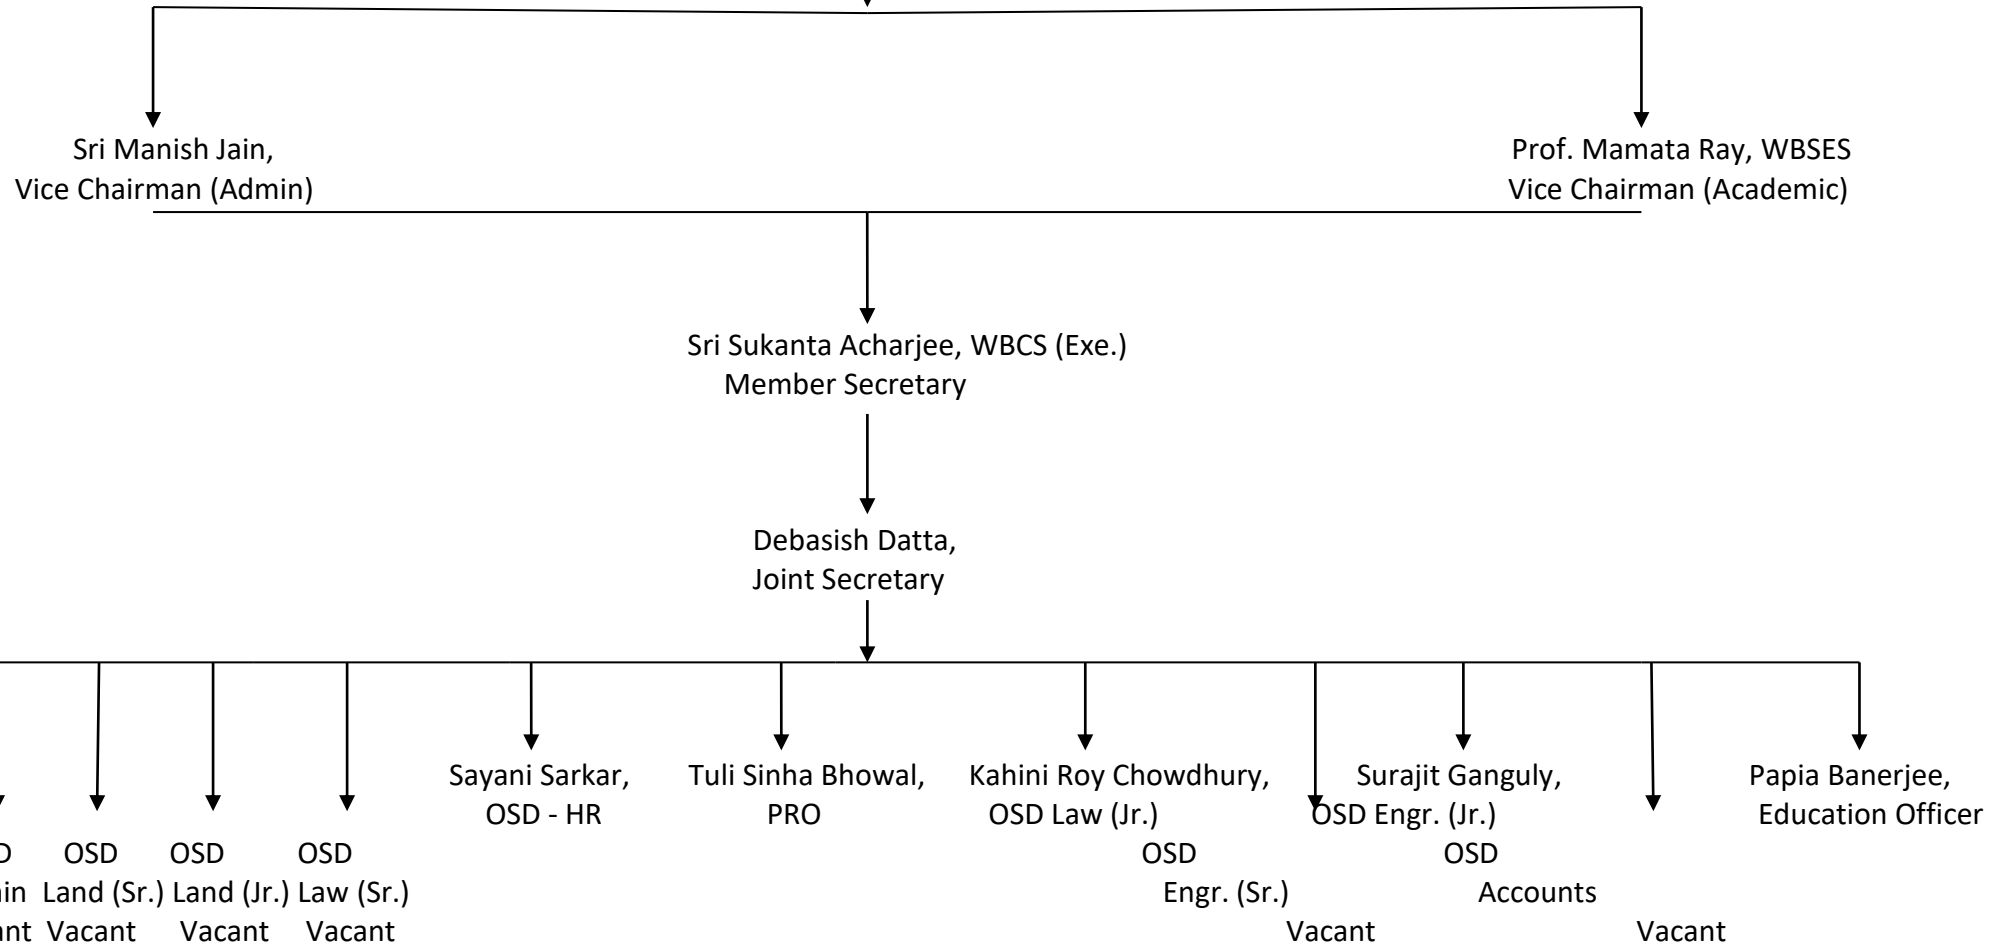 Sri Manish Jain,
Vice Chairman (Admin)
Prof. Mamata Ray, WBSES
Vice Chairman (Academic)
Sri Sukanta Acharjee, WBCS (Exe.)
Member Secretary
Debasish Datta,
Joint Secretary
Sayani Sarkar,
OSD - HR
Tuli Sinha Bhowal,
PRO
Kahini Roy Chowdhury,
OSD Law (Jr.)
Surajit Ganguly,
OSD Engr. (Jr.)
Papia Banerjee,
Education Officer
OSD
Land (Sr.)
Vacant
OSD
Land (Jr.)
Vacant
OSD
Law (Sr.)
Vacant
OSD
Engr. (Sr.)
Vacant
OSD
Accounts
Vacant